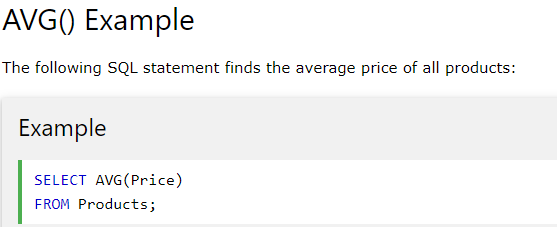 AVG() Example
The following SQL statement finds the average price of all products:
Example
SELECT AVG(Price)
FROM Products;